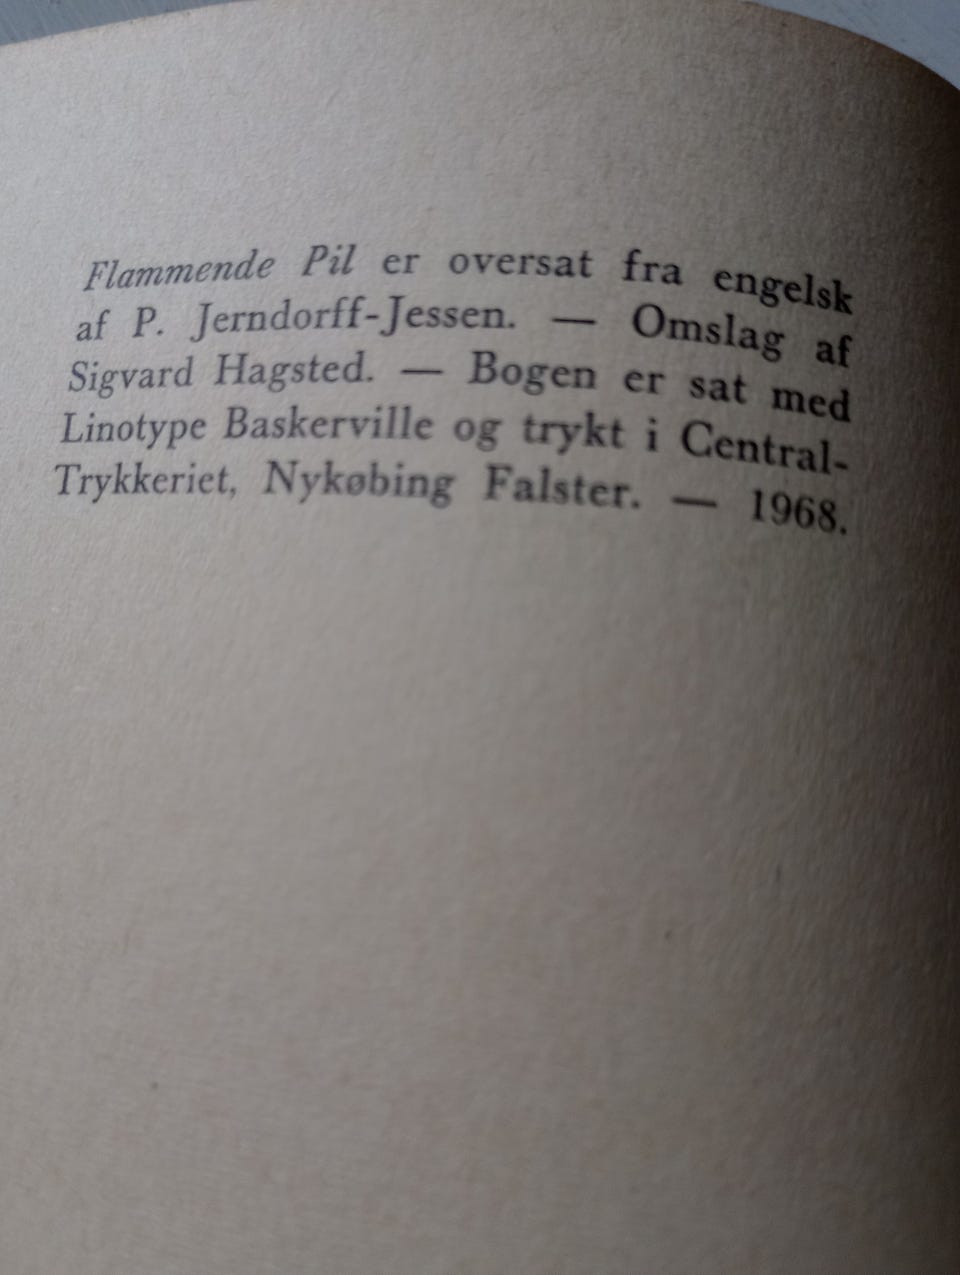 Flammende Pil er oversat fra engelsk
af P. Jerndorff-Jessen. — Omslag af
Sigvard Hagsted. — Bogen er sat med
Linotype Baskerville og trykt i Central-
Trykkeriet, Nykøbing Falster. — 1968.